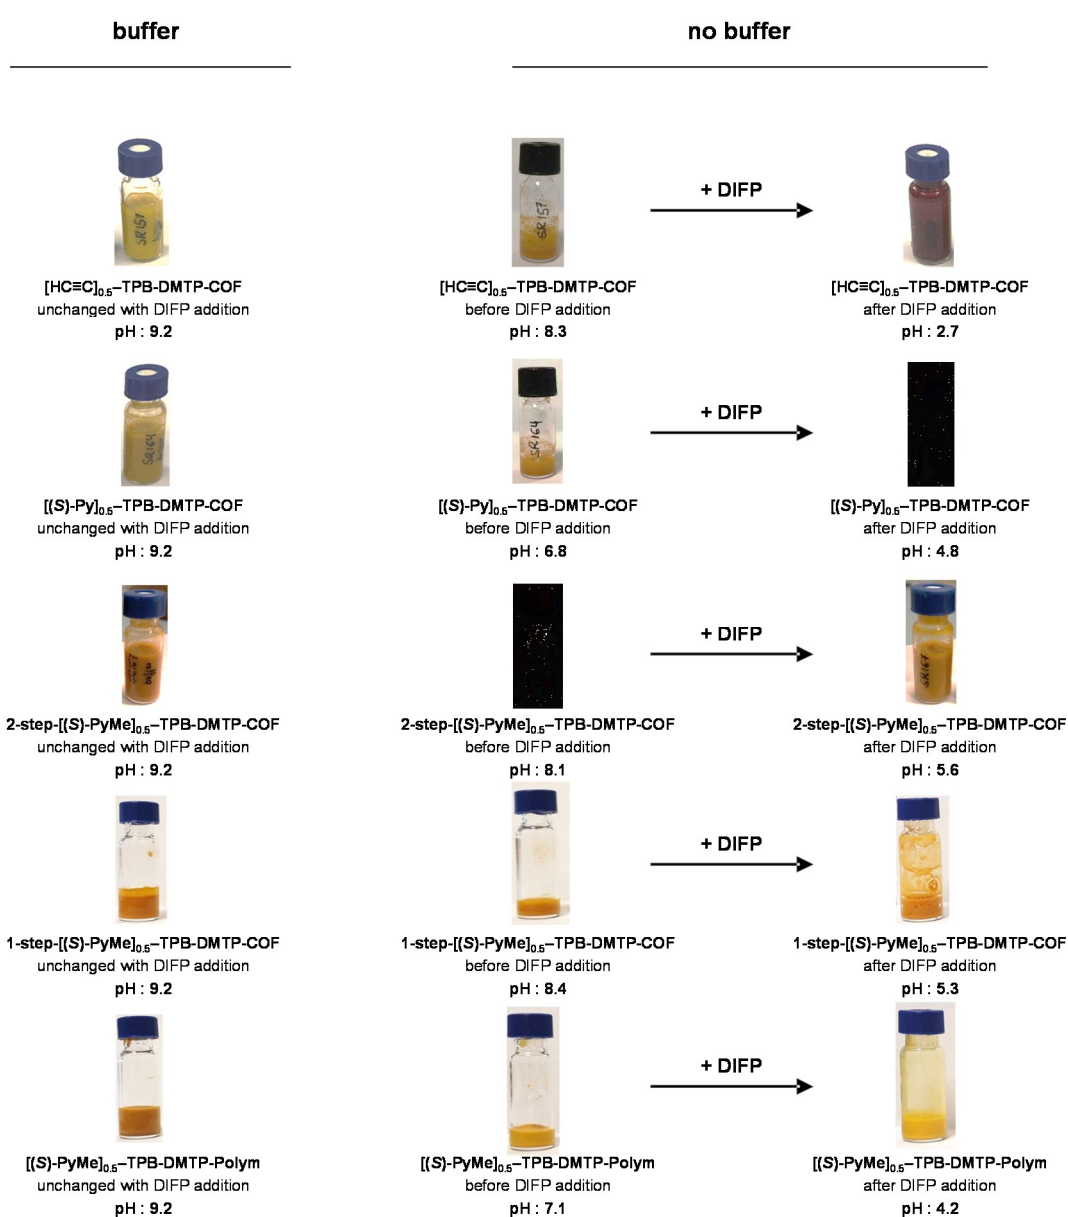 buffer
no buffer
SR157
SR157
+ DIFP
[HC≡C]0.5–TPB-DMTP-COF
unchanged with DIFP addition
pH : 9.2
[HC≡C]0.5–TPB-DMTP-COF
before DIFP addition
pH : 8.3
[HC≡C]0.5–TPB-DMTP-COF
after DIFP addition
pH : 2.7
SR164
SR164
+ DIFP
[(S)-Py]0.5–TPB-DMTP-COF
unchanged with DIFP addition
pH : 9.2
[(S)-Py]0.5–TPB-DMTP-COF
before DIFP addition
pH : 6.8
[(S)-Py]0.5–TPB-DMTP-COF
after DIFP addition
pH : 4.8
SR167
buffer
+ DIFP
SR167
2-step-[(S)-PyMe]0.5–TPB-DMTP-COF
unchanged with DIFP addition
pH : 9.2
2-step-[(S)-PyMe]0.5–TPB-DMTP-COF
before DIFP addition
pH : 8.1
2-step-[(S)-PyMe]0.5–TPB-DMTP-COF
after DIFP addition
pH : 5.6
+ DIFP
1-step-[(S)-PyMe]0.5–TPB-DMTP-COF
unchanged with DIFP addition
pH : 9.2
1-step-[(S)-PyMe]0.5–TPB-DMTP-COF
before DIFP addition
pH : 8.4
1-step-[(S)-PyMe]0.5–TPB-DMTP-COF
after DIFP addition
pH : 5.3
+ DIFP
[(S)-PyMe]0.5–TPB-DMTP-Polym
unchanged with DIFP addition
pH : 9.2
[(S)-PyMe]0.5–TPB-DMTP-Polym
before DIFP addition
pH : 7.1
[(S)-PyMe]0.5–TPB-DMTP-Polym
after DIFP addition
pH : 4.2